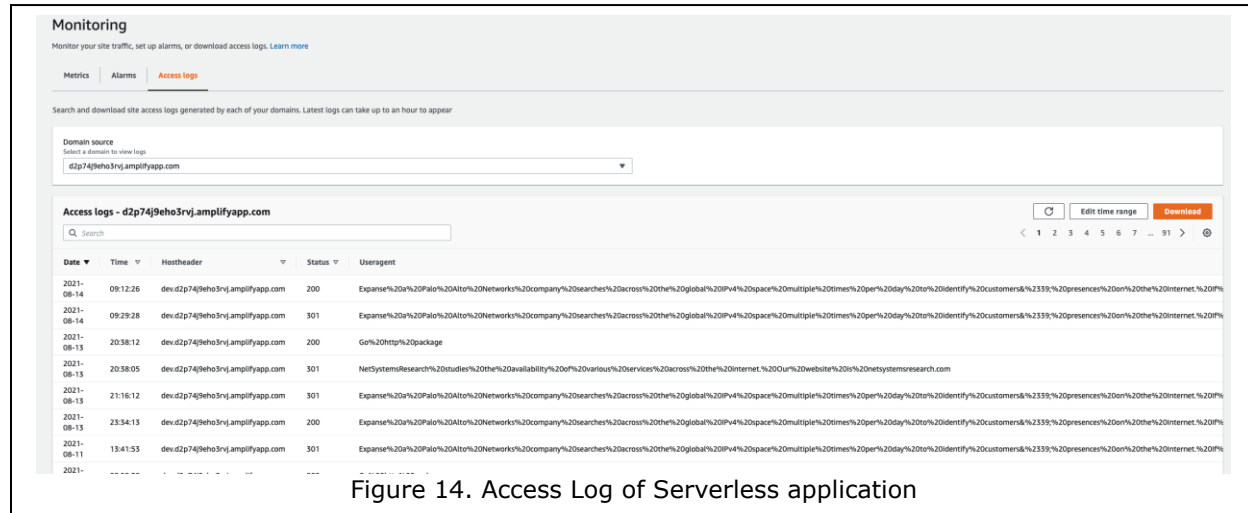 Monitoring
Monitor your site traffic, set up alarms, or download access logs. Learn more
Metrics Alarms Access logs
Search and download site access logs generated by each of your domains. Latest logs can take up to an hour to appear
Domain source
Select a domain to view logs
d2p74j9eho3rvj.amplifyapp.com
Access logs - d2p74j9eho3rvj.amplifyapp.com Edit time range Download
Search 1 2 3 4 5 6 7 ... 91
Date Time Hostheader Status Useragent
2021-
08-14 09:12:26 dev.d2p74j9eho3rvj.amplifyapp.com 200 Expanse%20a%20Palo%20Alto%20Networks%20company%20searches%20across%20the%20global%20IPv4%20space%20multiple%20times%20per%20day%20to%20identify%20customers&%2339;%20presences%20on%20the%20Internet.%20If%
2021-
08-14 09:29:28 dev.d2p74j9eho3rvj.amplifyapp.com 301 Expanse%20a%20Palo%20Alto%20Networks%20company%20searches%20across%20the%20global%20IPv4%20space%20multiple%20times%20per%20day%20to%20identify%20customers&%2339;%20presences%20on%20the%20Internet.%20If%
2021-
08-13 20:38:12 dev.d2p74j9eho3rvj.amplifyapp.com 200 Go%20http%20package
2021-
08-13 20:38:05 dev.d2p74j9eho3rvj.amplifyapp.com 301 NetSystemsResearch%20studies%20the%20availability%20of%20various%20services%20across%20the%20internet.%20Our%20website%20is%20netsystemsresearch.com
2021-
08-13 21:16:12 dev.d2p74j9eho3rvj.amplifyapp.com 301 Expanse%20a%20Palo%20Alto%20Networks%20company%20searches%20across%20the%20global%20IPv4%20space%20multiple%20times%20per%20day%20to%20identify%20customers&%2339;%20presences%20on%20the%20Internet.%20If%
2021-
08-13 23:34:13 dev.d2p74j9eho3rvj.amplifyapp.com 200 Expanse%20a%20Palo%20Alto%20Networks%20company%20searches%20across%20the%20global%20IPv4%20space%20multiple%20times%20per%20day%20to%20identify%20customers&%2339;%20presences%20on%20the%20Internet.%20If%
2021-
08-11 13:41:53 dev.d2p74j9eho3rvj.amplifyapp.com 301 Expanse%20a%20Palo%20Alto%20Networks%20company%20searches%20across%20the%20global%20IPv4%20space%20multiple%20times%20per%20day%20to%20identify%20customers&%2339;%20presences%20on%20the%20Internet.%20If%
2021-
Figure 14. Access Log of Serverless application